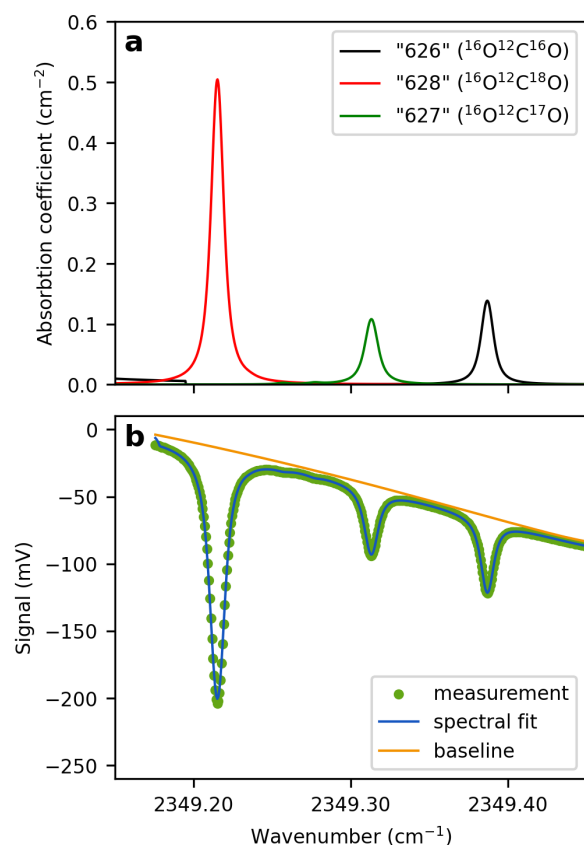 a
0.6
0.5
0.4
0.3
0.2
0.1
0.0
Absorbtion coefficient (cm⁻²)
"626" (¹⁶O¹²C¹⁶O)
"628" (¹⁶O¹²C¹⁸O)
"627" (¹⁶O¹²C¹⁷O)
b
0
−50
−100
−150
−200
−250
Signal (mV)
measurement
spectral fit
baseline
2349.20
2349.30
2349.40
Wavenumber (cm⁻¹)